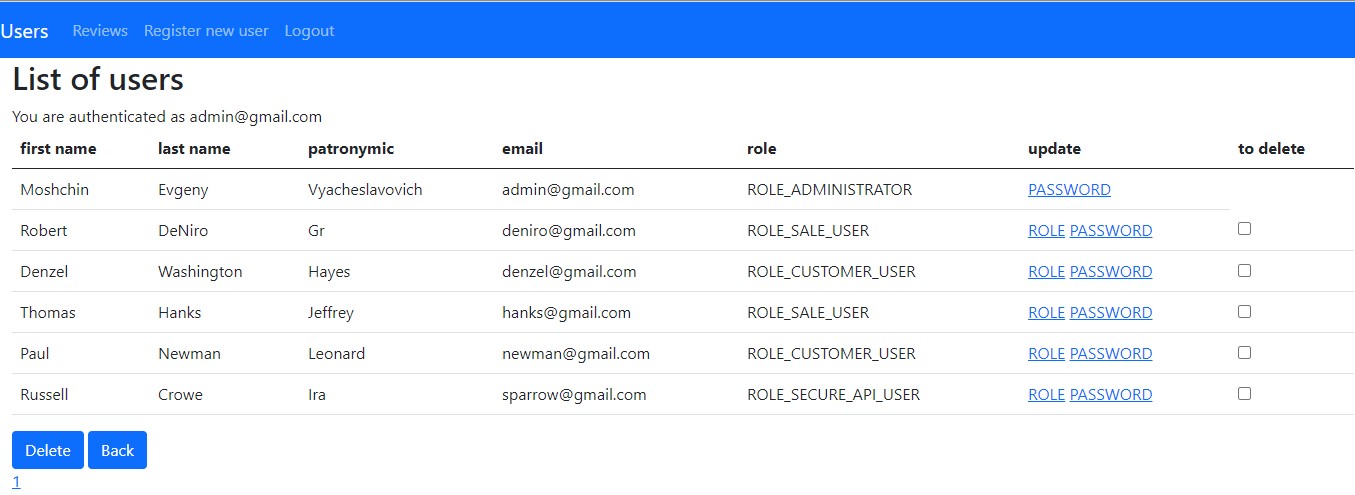 Users Reviews Register new user Logout
List of users
You are authenticated as admin@gmail.com
first name last name patronymic email role update to delete
Moshchin Evgeny Vyacheslavovich admin@gmail.com ROLE_ADMINISTRATOR PASSWORD
Robert DeNiro Gr deniro@gmail.com ROLE_SALE_USER ROLE PASSWORD
Denzel Washington Hayes denzel@gmail.com ROLE_CUSTOMER_USER ROLE PASSWORD
Thomas Hanks Jeffrey hanks@gmail.com ROLE_SALE_USER ROLE PASSWORD
Paul Newman Leonard newman@gmail.com ROLE_CUSTOMER_USER ROLE PASSWORD
Russell Crowe Ira sparrow@gmail.com ROLE_SECURE_API_USER ROLE PASSWORD
Delete Back
1